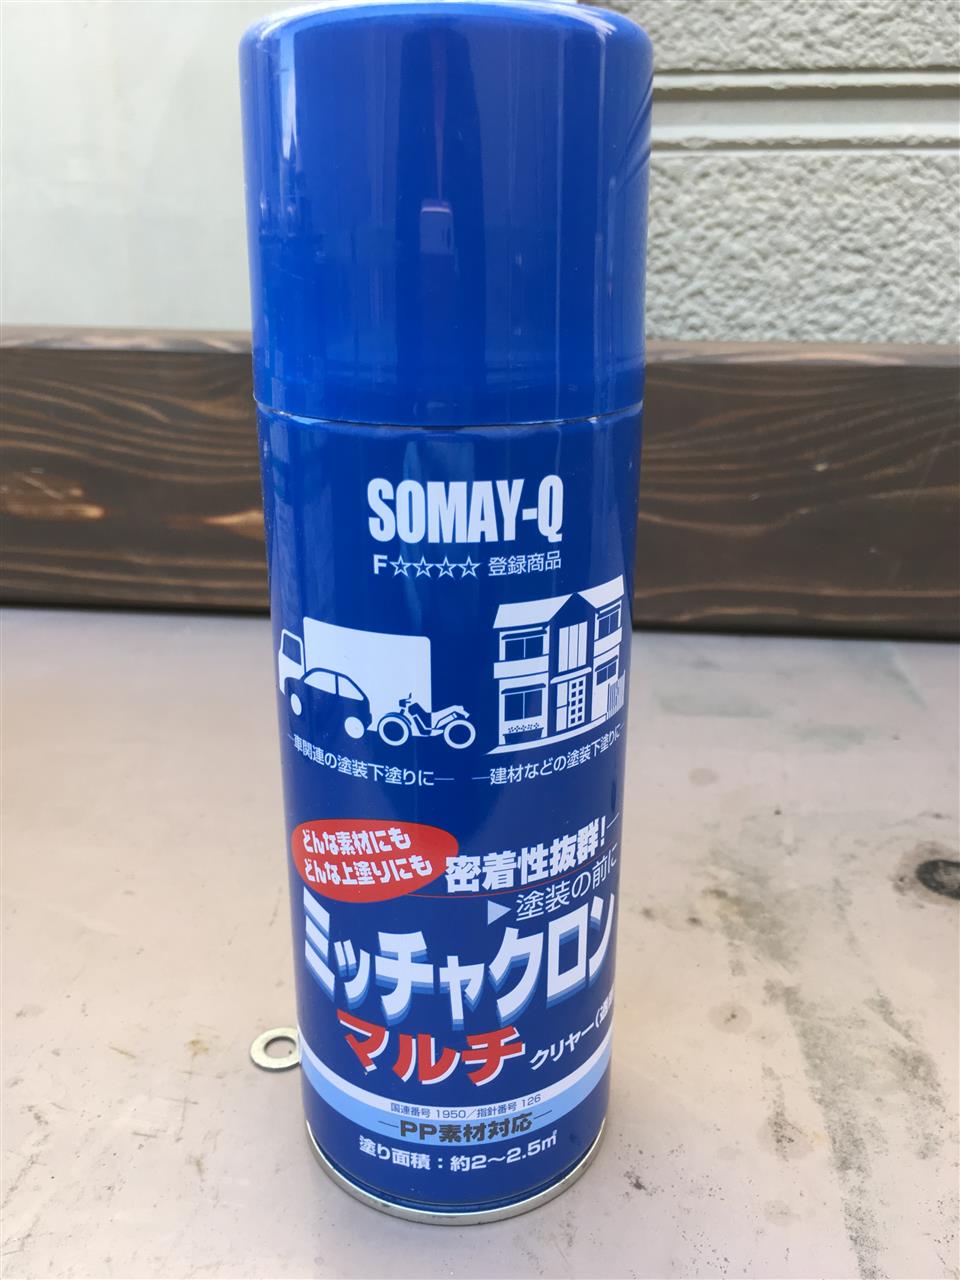 SOMAY-Q
F☆☆☆☆ 登録商品
車関連の塗装下塗りに
建材などの塗装下塗りに
どんな素材にも
どんな上塗りにも
密着性抜群!
▶塗装の前に
ミッチャクロン
マルチ クリヤー(透
国連番号 1950/指針番号 126
PP素材対応
塗り面積:約2～2.5㎡